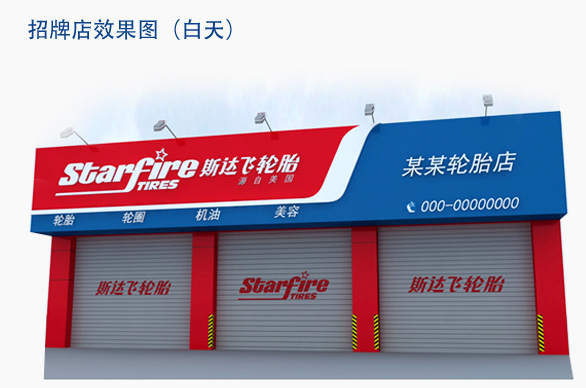 招牌店效果图（白天）
Starfire
TIRES
斯达飞轮胎
源自美国
某某轮胎店
轮胎 轮圈 机油 美容
000-00000000
斯达飞轮胎
Starfire
TIRES
斯达飞轮胎